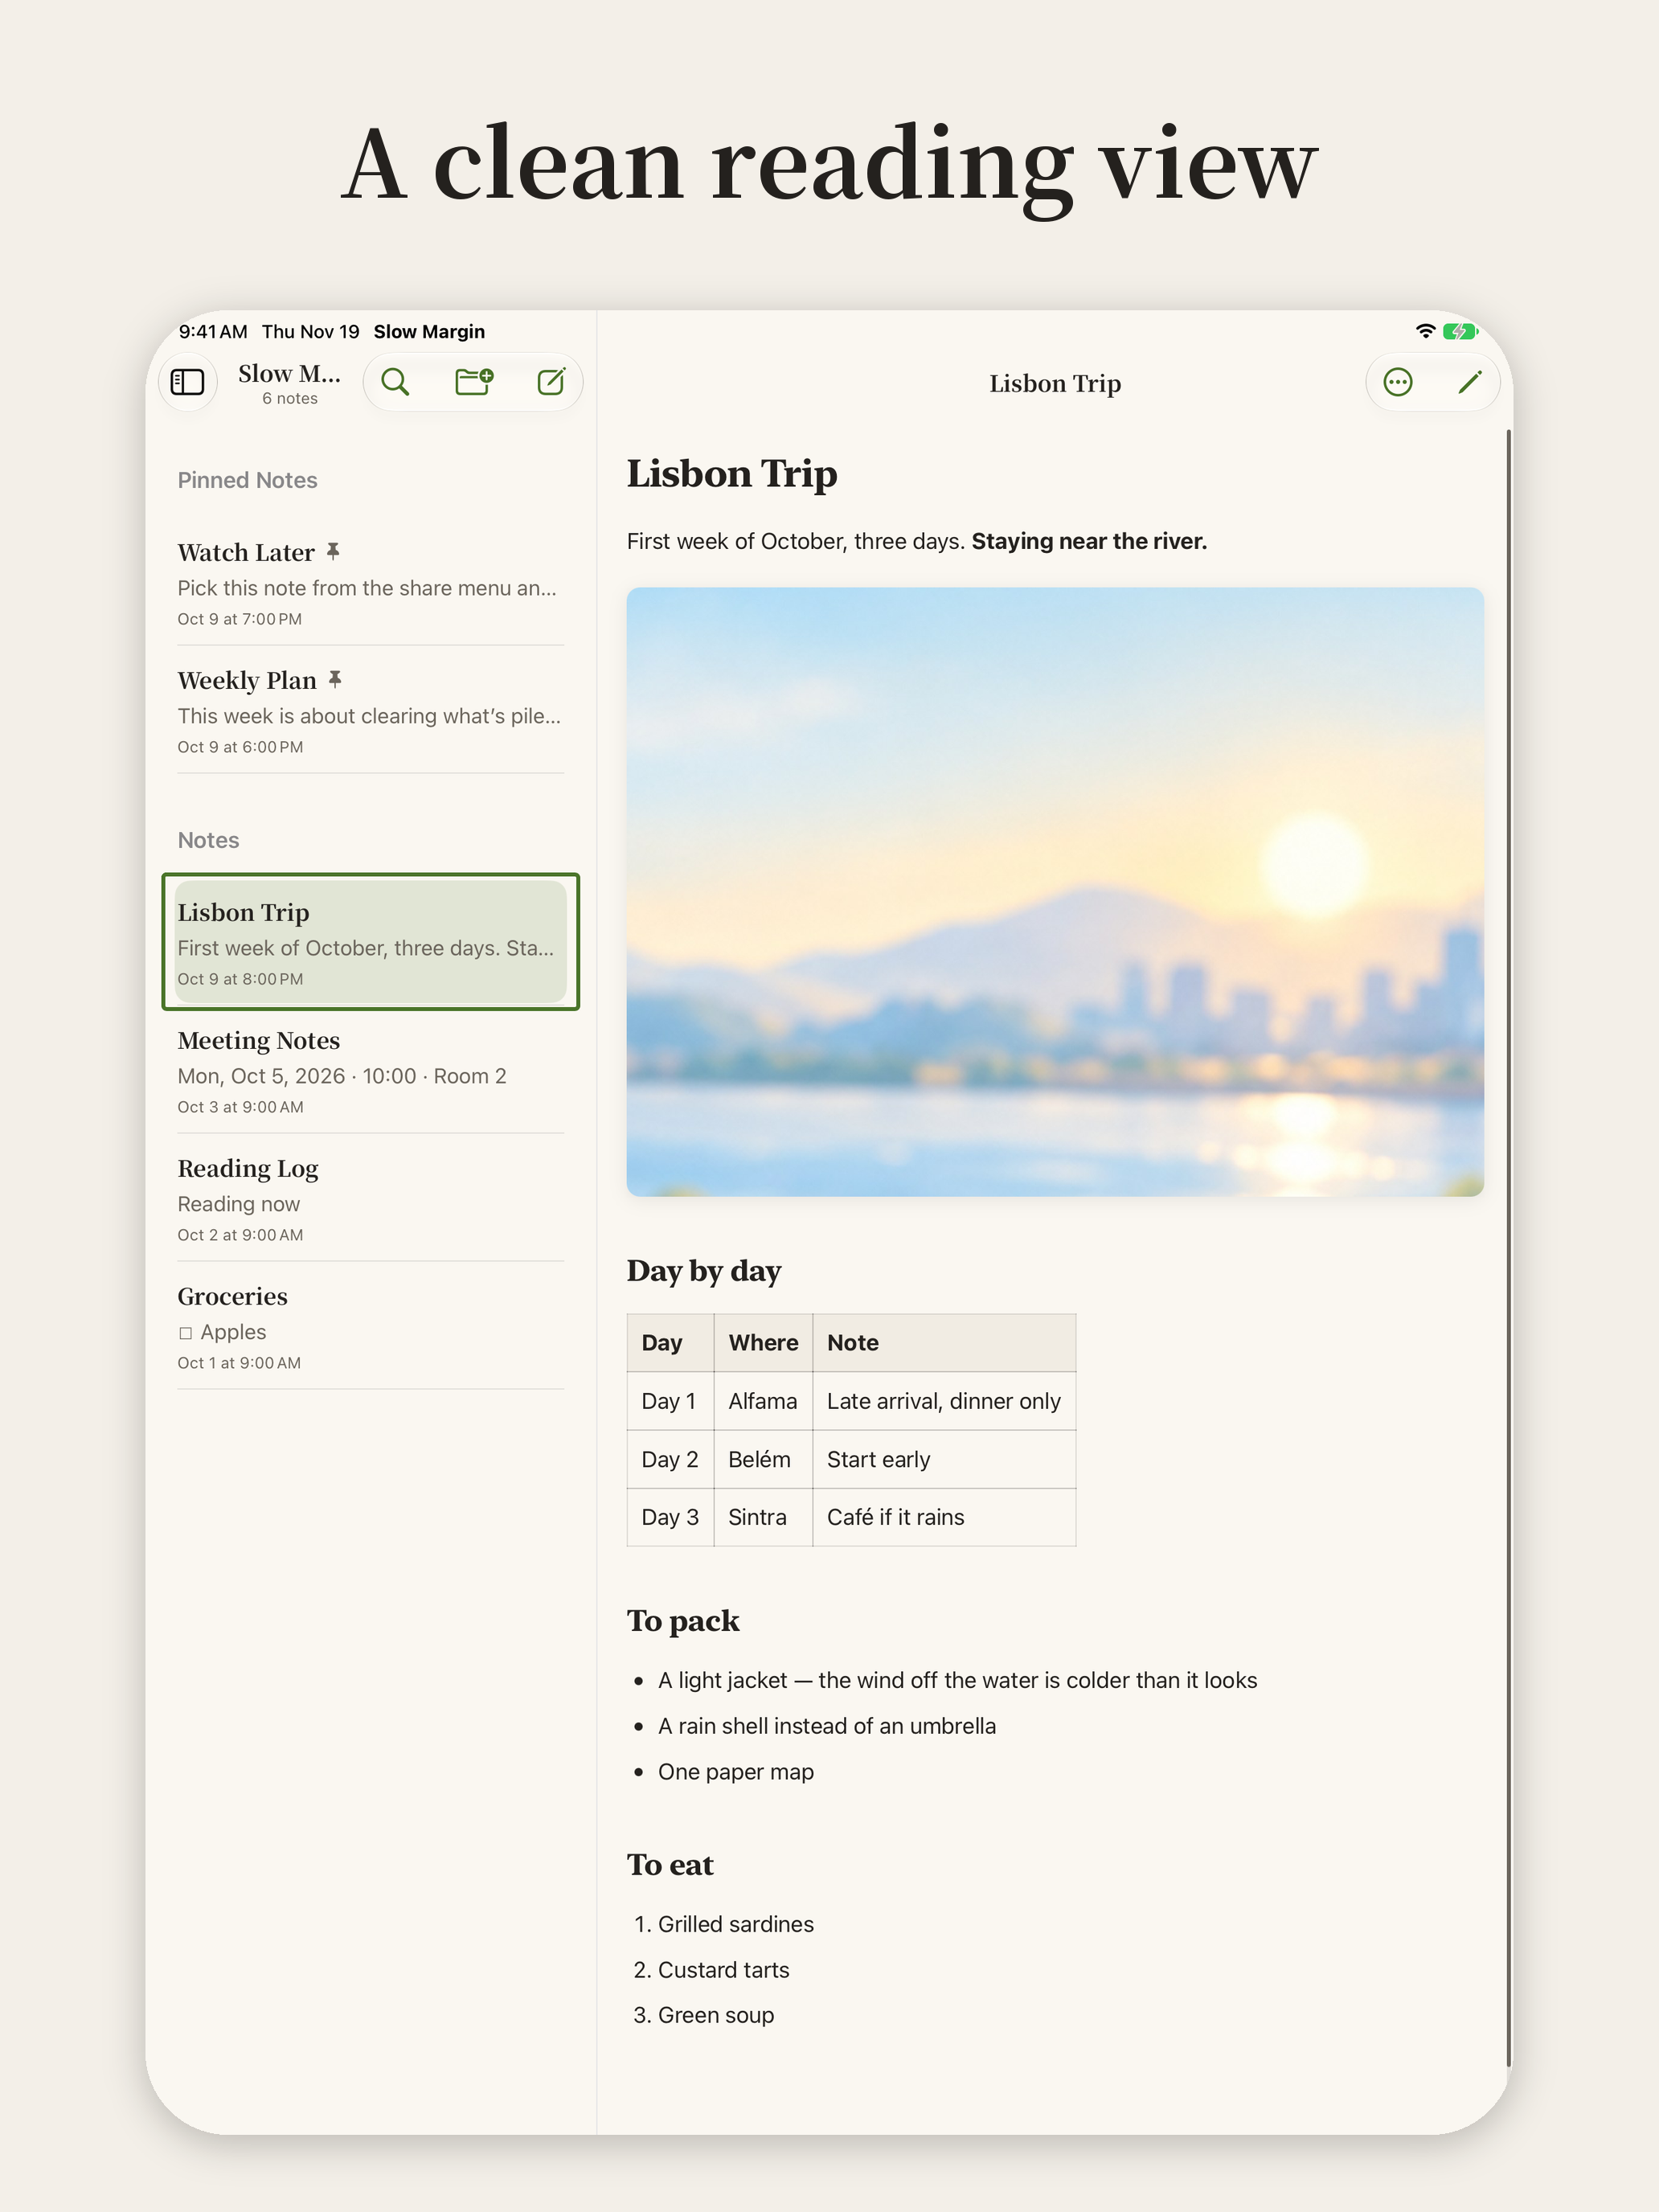 A clean reading view
9:41 AM Thu Nov 19 Slow Margin
Slow M...
6 notes
Pinned Notes
Watch Later
Pick this note from the share menu an...
Oct 9 at 7:00 PM
Weekly Plan
This week is about clearing what’s pile...
Oct 9 at 6:00 PM
Notes
Lisbon Trip
First week of October, three days. Sta...
Oct 9 at 8:00 PM
Meeting Notes
Mon, Oct 5, 2026 · 10:00 · Room 2
Oct 3 at 9:00 AM
Reading Log
Reading now
Oct 2 at 9:00 AM
Groceries
☐ Apples
Oct 1 at 9:00 AM
Lisbon Trip
Lisbon Trip
First week of October, three days. Staying near the river.
Day by day
Day Where Note
Day 1 Alfama Late arrival, dinner only
Day 2 Belém Start early
Day 3 Sintra Café if it rains
To pack
• A light jacket — the wind off the water is colder than it looks
• A rain shell instead of an umbrella
• One paper map
To eat
1. Grilled sardines
2. Custard tarts
3. Green soup